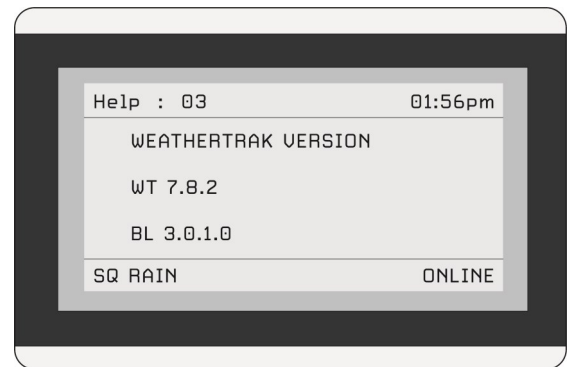 Help : 03 01:56pm
WEATHERTRAK VERSION
WT 7.8.2
BL 3.0.1.0
SQ RAIN ONLINE